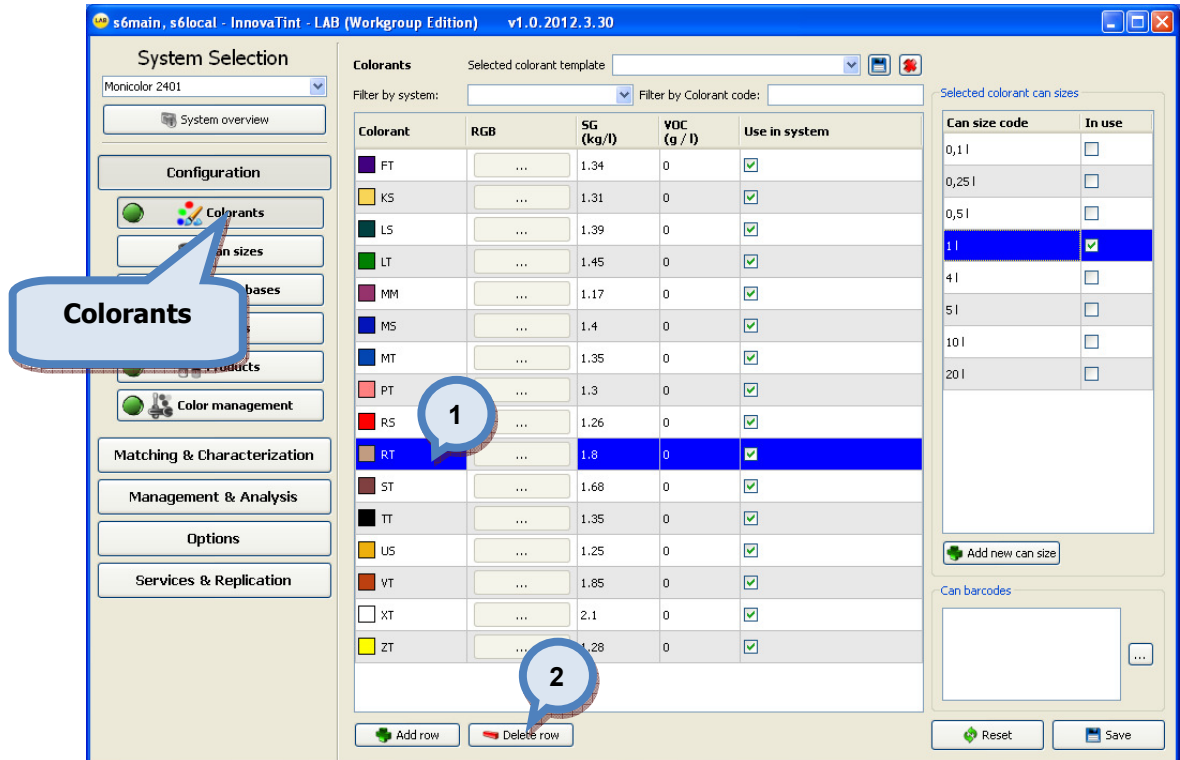 LAB s6main, s6local - InnovaTint - LAB (Workgroup Edition) v1.0.2012.3.30
System Selection
Monicolor 2401
System overview
Configuration
Colorants
an sizes
bases
s
Products
Color management
Matching & Characterization
Management & Analysis
Options
Services & Replication
Colorants
Colorants Selected colorant template
Filter by system: Filter by Colorant code:
Colorant RGB SG (kg/l) VOC (g / l) Use in system
FT ... 1.34 0
KS ... 1.31 0
LS ... 1.39 0
LT ... 1.45 0
MM ... 1.17 0
MS ... 1.4 0
MT ... 1.35 0
PT ... 1.3 0
RS ... 1.26 0
RT ... 1.8 0
ST ... 1.68 0
TT ... 1.35 0
US ... 1.25 0
VT ... 1.85 0
XT ... 2.1 0
ZT ... 1.28 0
1
2
Add row Delete row
Selected colorant can sizes
Can size code In use
0,1 l
0,25 l
0,5 l
1 l
4 l
5 l
10 l
20 l
Add new can size
Can barcodes
...
Reset Save